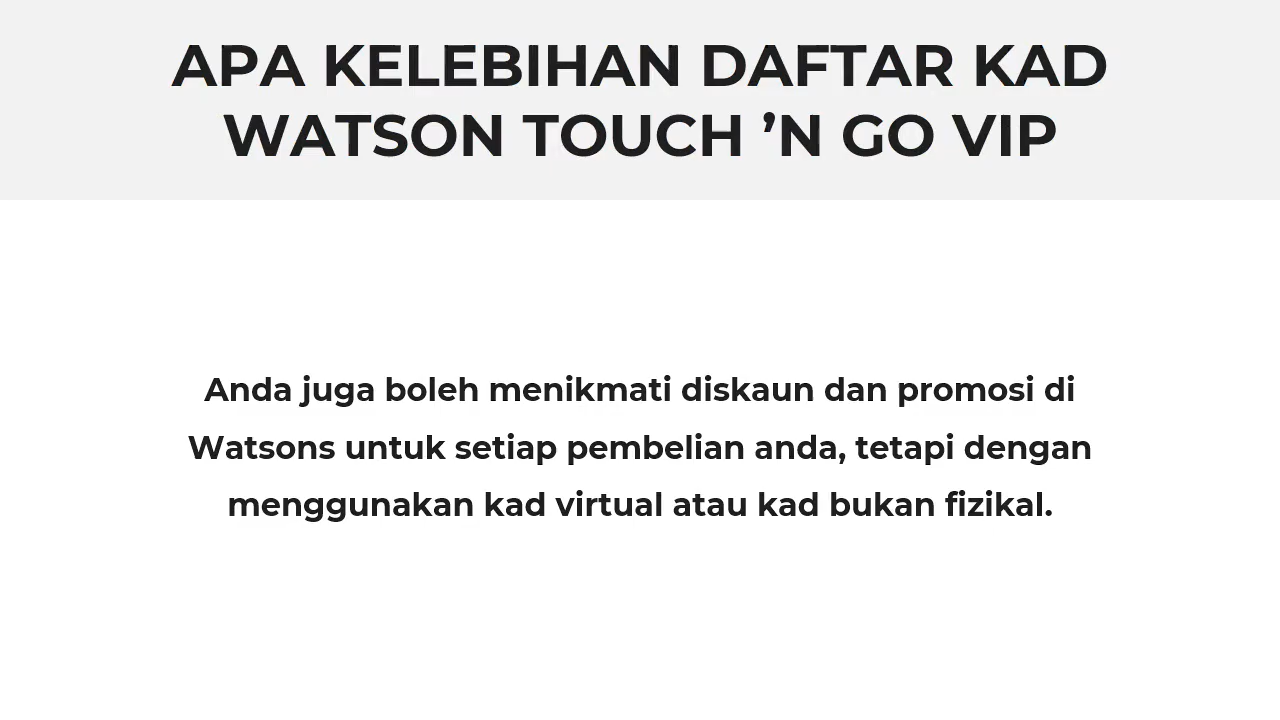 APA KELEBIHAN DAFTAR KAD
WATSON TOUCH ’N GO VIP
Anda juga boleh menikmati diskaun dan promosi di
Watsons untuk setiap pembelian anda, tetapi dengan
menggunakan kad virtual atau kad bukan fizikal.